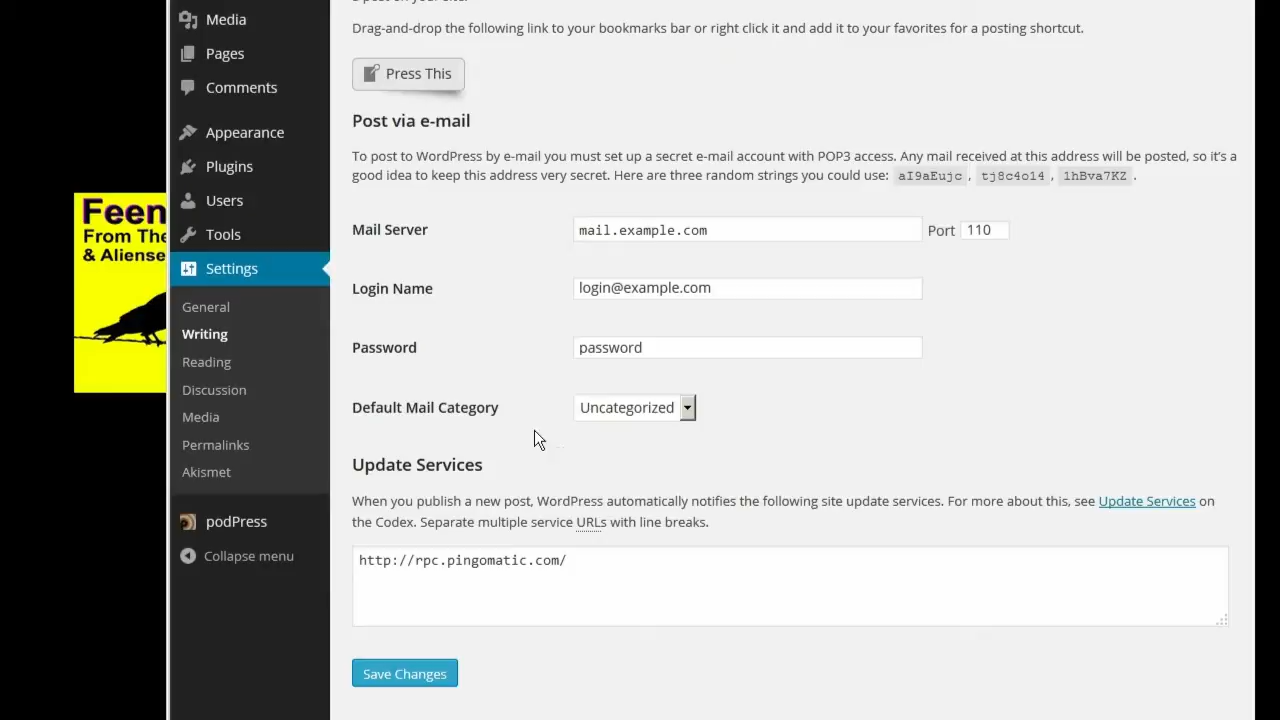 a post on your site.
Drag-and-drop the following link to your bookmarks bar or right click it and add it to your favorites for a posting shortcut.
Press This
Post via e-mail
To post to WordPress by e-mail you must set up a secret e-mail account with POP3 access. Any mail received at this address will be posted, so it's a
good idea to keep this address very secret. Here are three random strings you could use: aI9aEujc, tj8c4o14, 1hBva7KZ.
Mail Server mail.example.com Port 110
Login Name login@example.com
Password password
Default Mail Category Uncategorized
Update Services
When you publish a new post, WordPress automatically notifies the following site update services. For more about this, see Update Services on
the Codex. Separate multiple service URLs with line breaks.
http://rpc.pingomatic.com/
Save Changes
Media
Pages
Comments
Appearance
Plugins
Users
Tools
Settings
General
Writing
Reading
Discussion
Media
Permalinks
Akismet
podPress
Collapse menu
Feen
From The
& Aliense